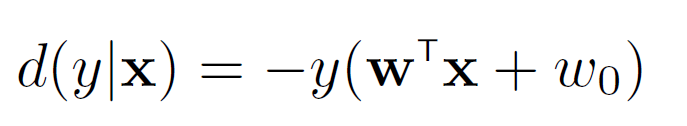 d(y|𝐱) = −y(𝐰ᵀ𝐱 + w₀)